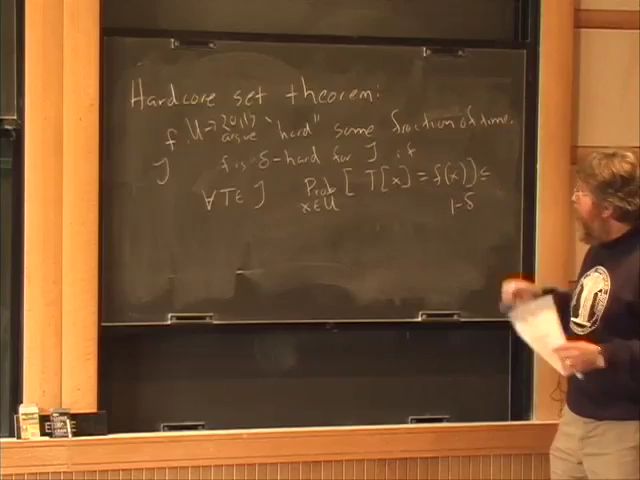 Hardcore set theorem:
f: U → {0,1} "hard" some fraction of time.
argue
J f is δ-hard for J if
∀ T ∈ J Prob [ T[x] = f(x) ] ≤
x∈U 1-δ